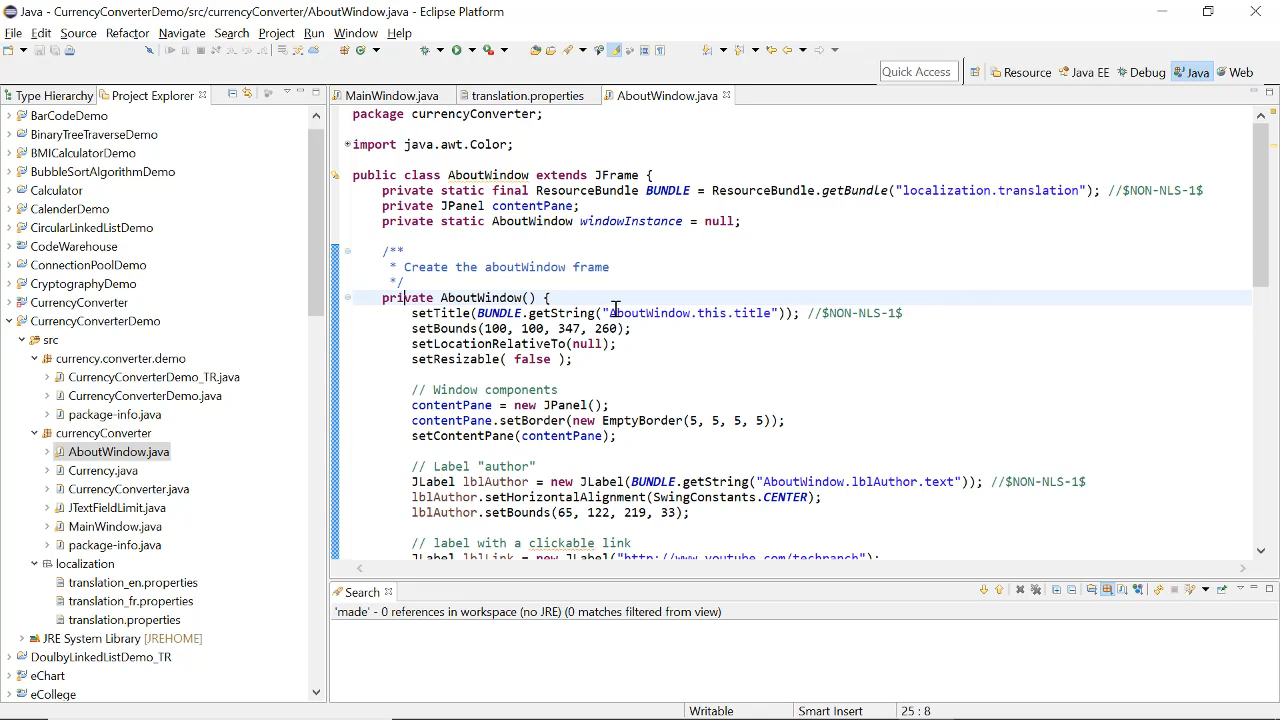 Java - CurrencyConverterDemo/src/currencyConverter/AboutWindow.java - Eclipse Platform
File Edit Source Refactor Navigate Search Project Run Window Help
Quick Access
Resource Java EE Debug Java Web
Type Hierarchy Project Explorer
BarCodeDemo
BinaryTreeTraverseDemo
BMICalculatorDemo
BubbleSortAlgorithmDemo
Calculator
CalenderDemo
CircularLinkedListDemo
CodeWarehouse
ConnectionPoolDemo
CryptographyDemo
CurrencyConverter
CurrencyConverterDemo
src
currency.converter.demo
CurrencyConverterDemo_TR.java
CurrencyConverterDemo.java
package-info.java
currencyConverter
AboutWindow.java
Currency.java
CurrencyConverter.java
JTextFieldLimit.java
MainWindow.java
package-info.java
localization
translation_en.properties
translation_fr.properties
translation.properties
JRE System Library [JREHOME]
DoulbyLinkedListDemo_TR
eChart
eCollege
MainWindow.java translation.properties AboutWindow.java
package currencyConverter;
import java.awt.Color;
public class AboutWindow extends JFrame {
private static final ResourceBundle BUNDLE = ResourceBundle.getBundle("localization.translation"); //$NON-NLS-1$
private JPanel contentPane;
private static AboutWindow windowInstance = null;
/**
* Create the aboutWindow frame
*/
private AboutWindow() {
setTitle(BUNDLE.getString("AboutWindow.this.title")); //$NON-NLS-1$
setBounds(100, 100, 347, 260);
setLocationRelativeTo(null);
setResizable( false );
// Window components
contentPane = new JPanel();
contentPane.setBorder(new EmptyBorder(5, 5, 5, 5));
setContentPane(contentPane);
// Label "author"
JLabel lblAuthor = new JLabel(BUNDLE.getString("AboutWindow.lblAuthor.text")); //$NON-NLS-1$
lblAuthor.setHorizontalAlignment(SwingConstants.CENTER);
lblAuthor.setBounds(65, 122, 219, 33);
// label with a clickable link
JLabel lblLink = new JLabel("http://www.youtube.com/techranch");
Search
'made' - 0 references in workspace (no JRE) (0 matches filtered from view)
Writable Smart Insert 25 : 8